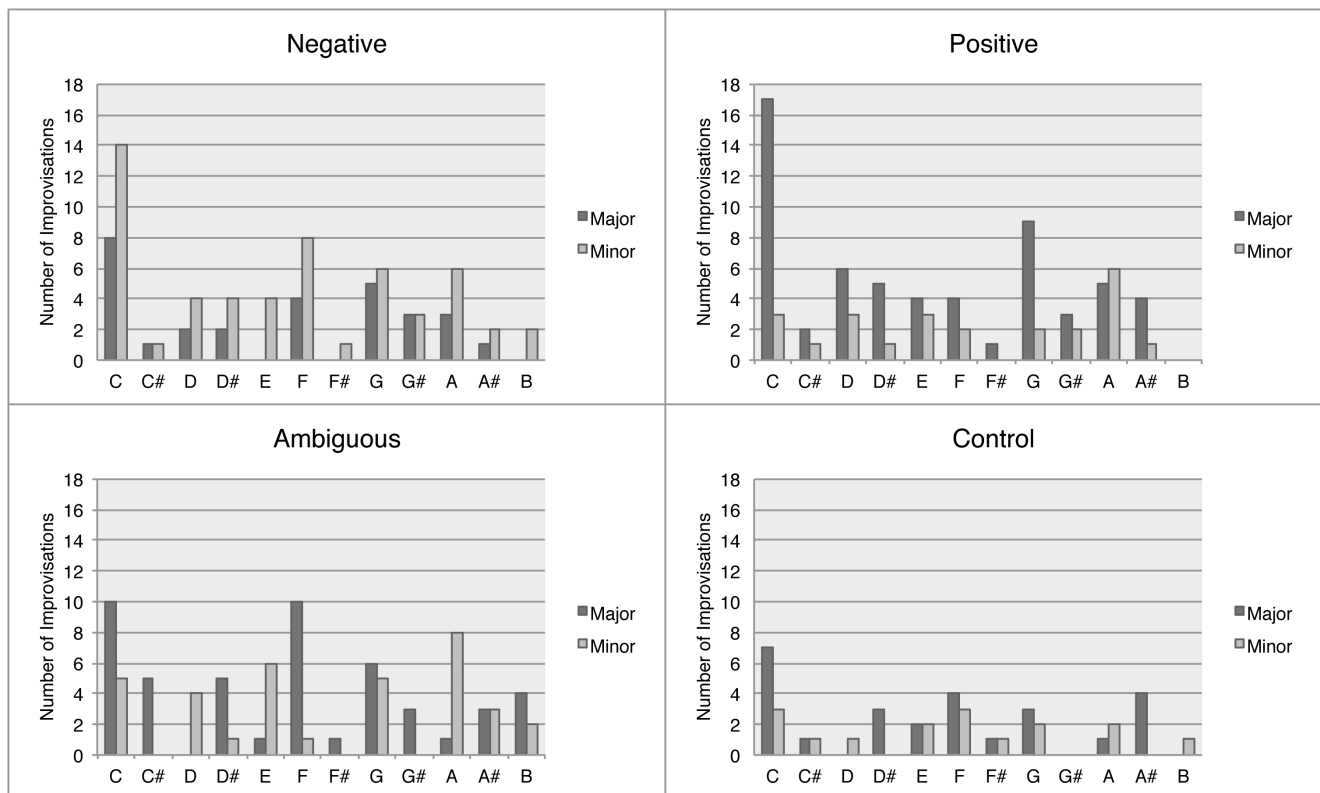 Negative
18
16
14
12
10
8
6
4
2
0
Number of Improvisations
C C# D D# E F F# G G# A A# B
Major
Minor
Positive
18
16
14
12
10
8
6
4
2
0
Number of Improvisations
C C# D D# E F F# G G# A A# B
Major
Minor
Ambiguous
18
16
14
12
10
8
6
4
2
0
Number of Improvisations
C C# D D# E F F# G G# A A# B
Major
Minor
Control
18
16
14
12
10
8
6
4
2
0
Number of Improvisations
C C# D D# E F F# G G# A A# B
Major
Minor